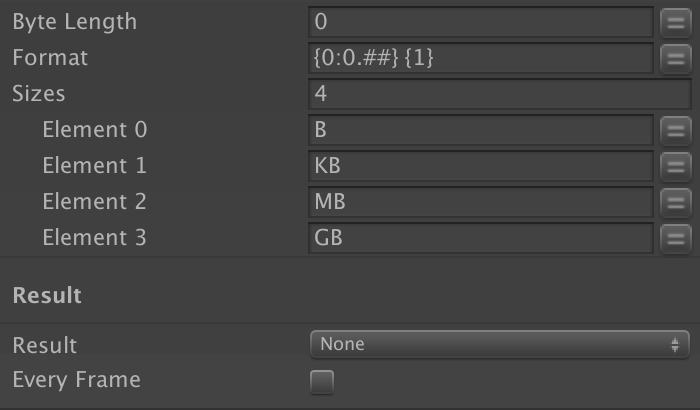 Byte Length 0
Format {0:0.##} {1}
Sizes 4
Element 0 B
Element 1 KB
Element 2 MB
Element 3 GB
Result
Result None
Every Frame